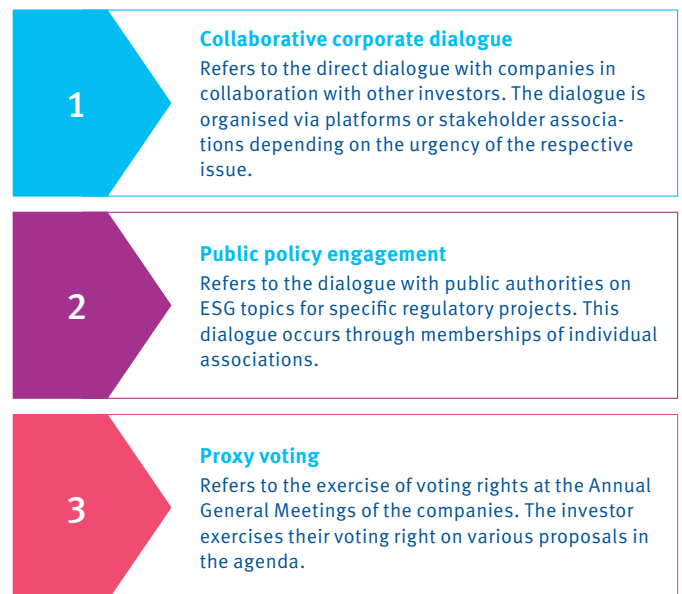 1
Collaborative corporate dialogue
Refers to the direct dialogue with companies in
collaboration with other investors. The dialogue is
organised via platforms or stakeholder associa-
tions depending on the urgency of the respective
issue.
2
Public policy engagement
Refers to the dialogue with public authorities on
ESG topics for specific regulatory projects. This
dialogue occurs through memberships of individual
associations.
3
Proxy voting
Refers to the exercise of voting rights at the Annual
General Meetings of the companies. The investor
exercises their voting right on various proposals in
the agenda.